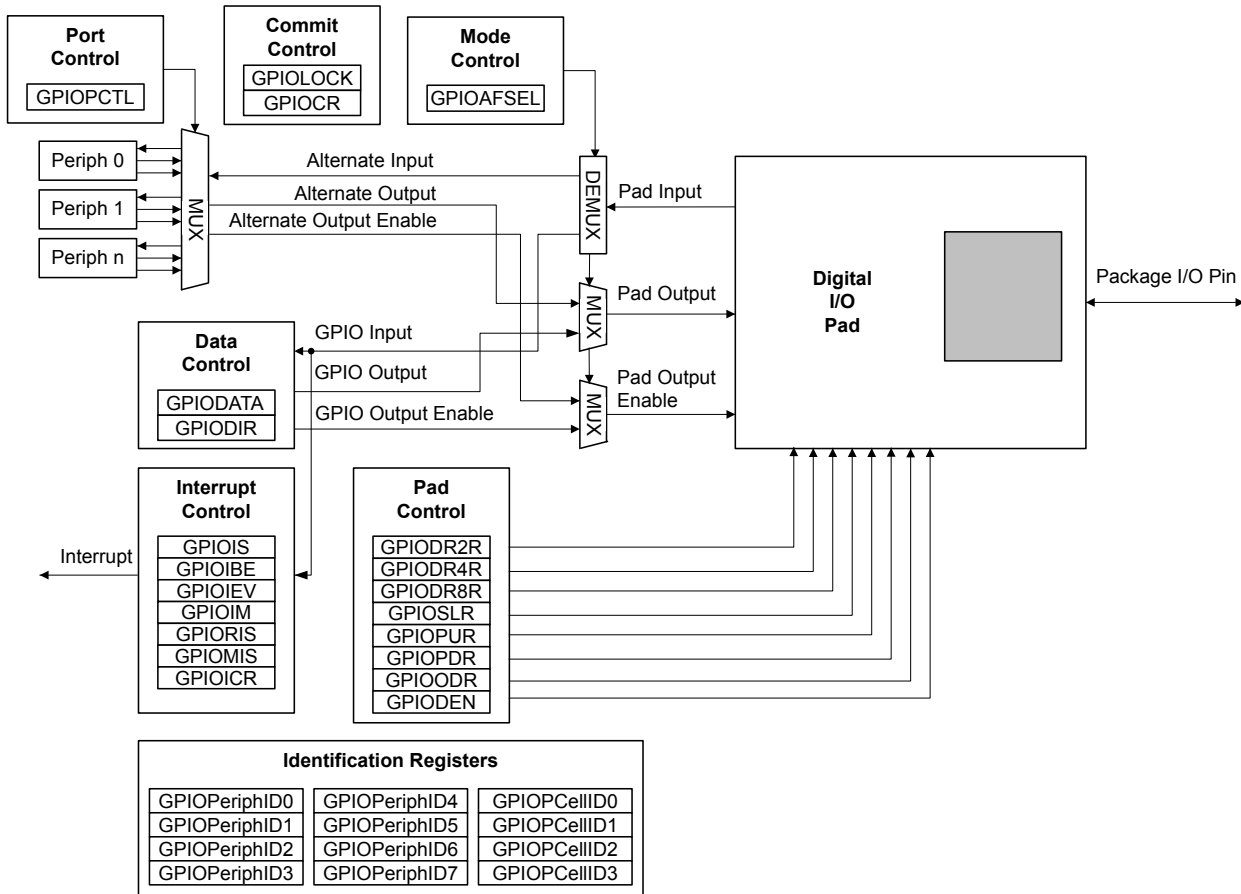 Port
Control
GPIOPCTL
Commit
Control
GPIOLOCK
GPIOCR
Mode
Control
GPIOAFSEL
Periph 0
Periph 1
Periph n
MUX
Alternate Input
Alternate Output
Alternate Output Enable
DEMUX
Pad Input
MUX
Pad Output
MUX
Pad Output
Enable
Digital
I/O
Pad
Package I/O Pin
Data
Control
GPIODATA
GPIODIR
GPIO Input
GPIO Output
GPIO Output Enable
Interrupt
Interrupt
Control
GPIOIS
GPIOIBE
GPIOIEV
GPIOIM
GPIORIS
GPIOMIS
GPIOICR
Pad
Control
GPIODR2R
GPIODR4R
GPIODR8R
GPIOSLR
GPIOPUR
GPIOPDR
GPIOODR
GPIODEN
Identification Registers
GPIOPeriphID0
GPIOPeriphID1
GPIOPeriphID2
GPIOPeriphID3
GPIOPeriphID4
GPIOPeriphID5
GPIOPeriphID6
GPIOPeriphID7
GPIOPCellID0
GPIOPCellID1
GPIOPCellID2
GPIOPCellID3